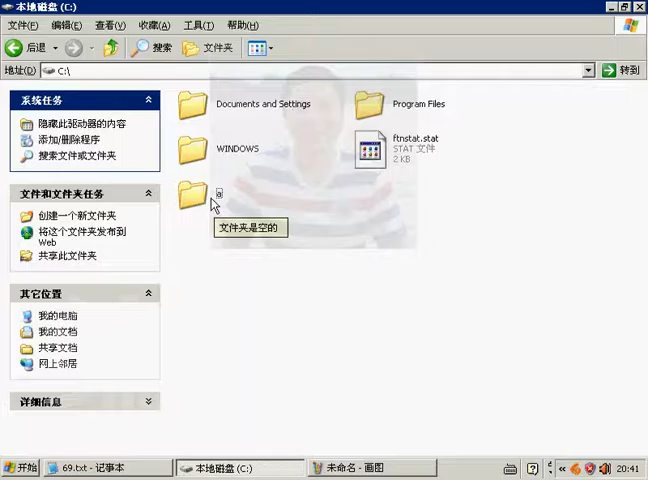 本地磁盘 (C:)
文件(F) 编辑(E) 查看(V) 收藏(A) 工具(T) 帮助(H)
后退 搜索 文件夹
地址(D) C:\ 转到
系统任务
隐藏此驱动器的内容
添加/删除程序
搜索文件或文件夹
文件和文件夹任务
创建一个新文件夹
将这个文件夹发布到
Web
共享此文件夹
其它位置
我的电脑
我的文档
共享文档
网上邻居
详细信息
Documents and Settings
Program Files
WINDOWS
ftnstat.stat
STAT 文件
2 KB
a
文件夹是空的
开始 69.txt - 记事本 本地磁盘 (C:) 未命名 - 画图 20:41